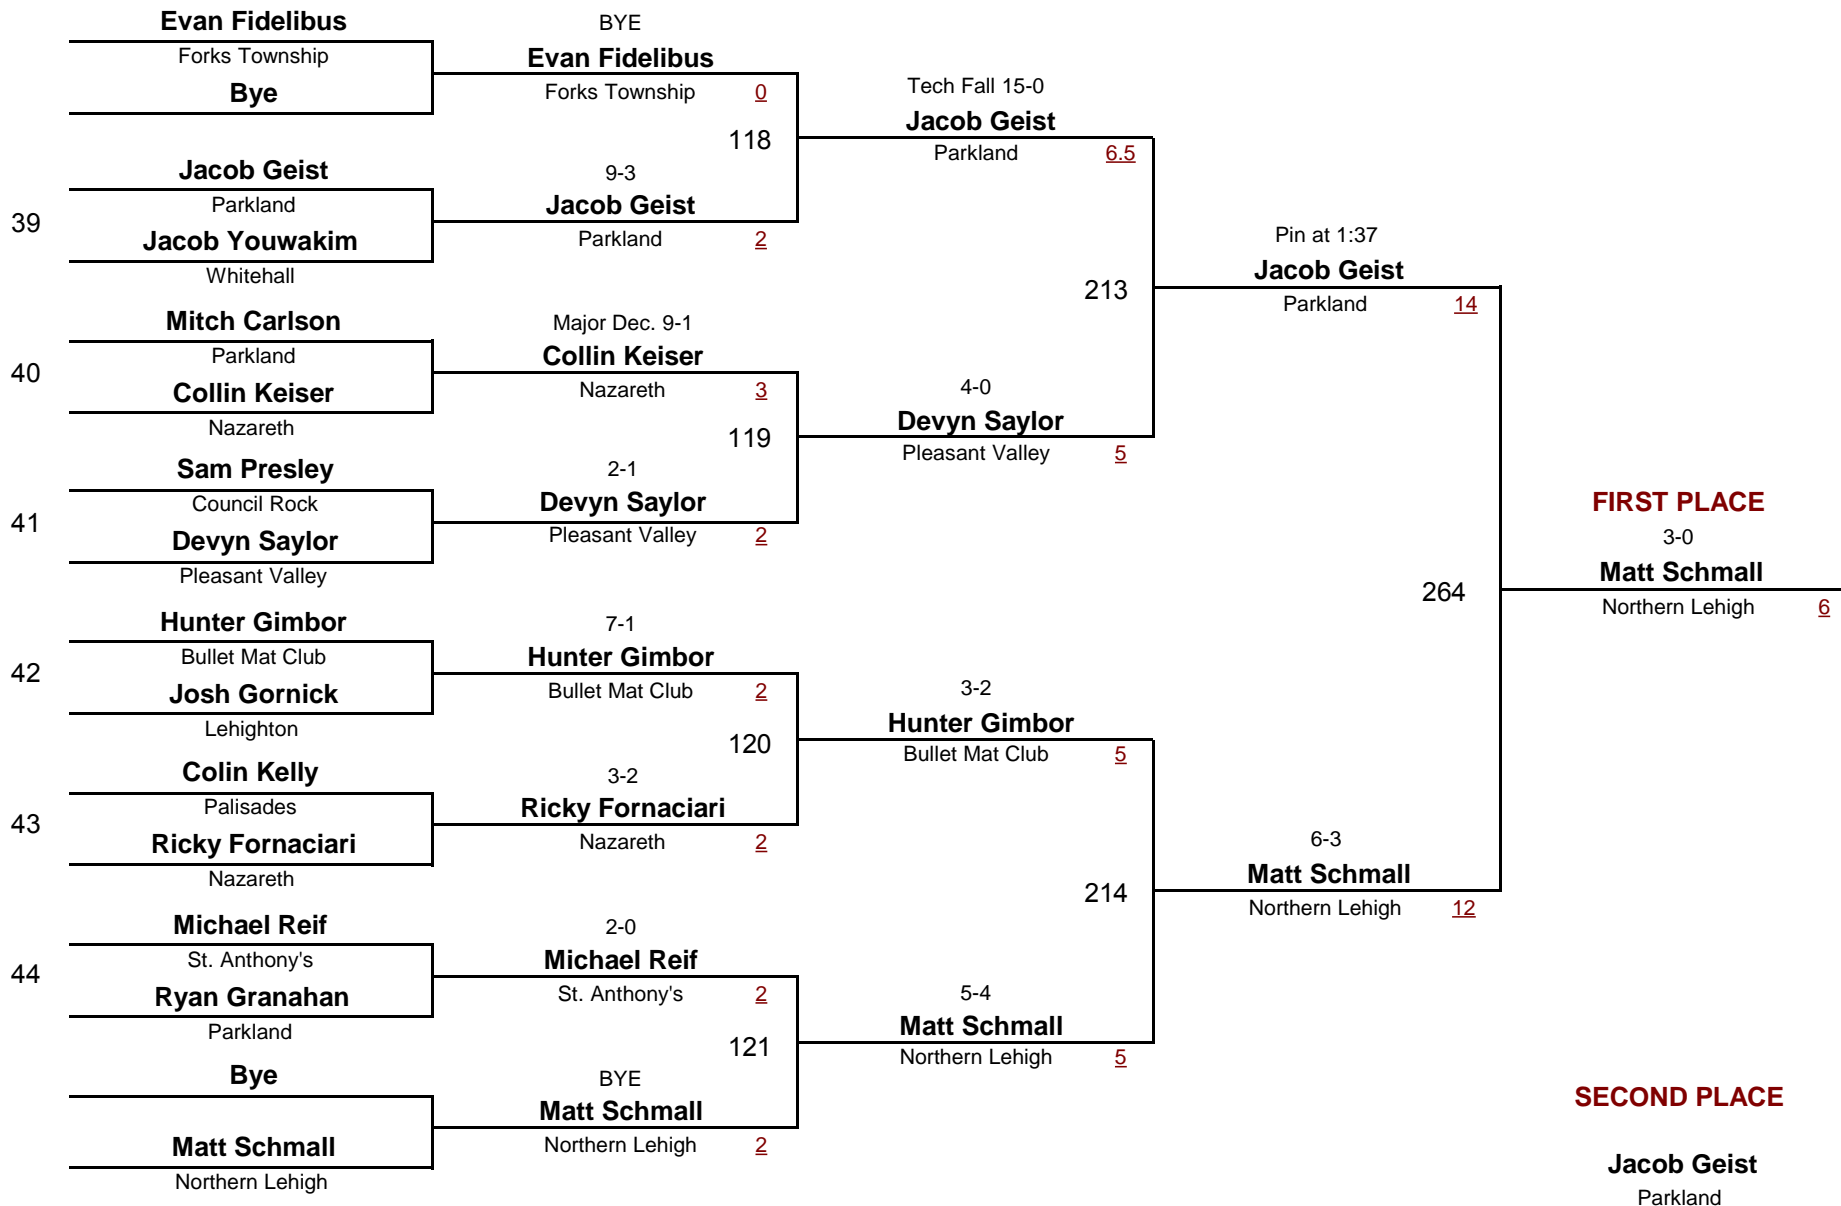 Evan Fidelibus
Forks Township
Bye
39
Jacob Geist
Parkland
Jacob Youwakim
Whitehall
40
Mitch Carlson
Parkland
Collin Keiser
Nazareth
41
Sam Presley
Council Rock
Devyn Saylor
Pleasant Valley
42
Hunter Gimbor
Bullet Mat Club
Josh Gornick
Lehighton
43
Colin Kelly
Palisades
Ricky Fornaciari
Nazareth
44
Michael Reif
St. Anthony's
Ryan Granahan
Parkland
Bye
Matt Schmall
Northern Lehigh
BYE
Evan Fidelibus
Forks Township 0
118
9-3
Jacob Geist
Parkland 2
Major Dec. 9-1
Collin Keiser
Nazareth 3
119
2-1
Devyn Saylor
Pleasant Valley 2
7-1
Hunter Gimbor
Bullet Mat Club 2
120
3-2
Ricky Fornaciari
Nazareth 2
2-0
Michael Reif
St. Anthony's 2
121
BYE
Matt Schmall
Northern Lehigh 2
Tech Fall 15-0
Jacob Geist
Parkland 6.5
213
4-0
Devyn Saylor
Pleasant Valley 5
3-2
Hunter Gimbor
Bullet Mat Club 5
214
5-4
Matt Schmall
Northern Lehigh 5
Pin at 1:37
Jacob Geist
Parkland 14
264
6-3
Matt Schmall
Northern Lehigh 12
FIRST PLACE
3-0
Matt Schmall
Northern Lehigh 6
SECOND PLACE
Jacob Geist
Parkland